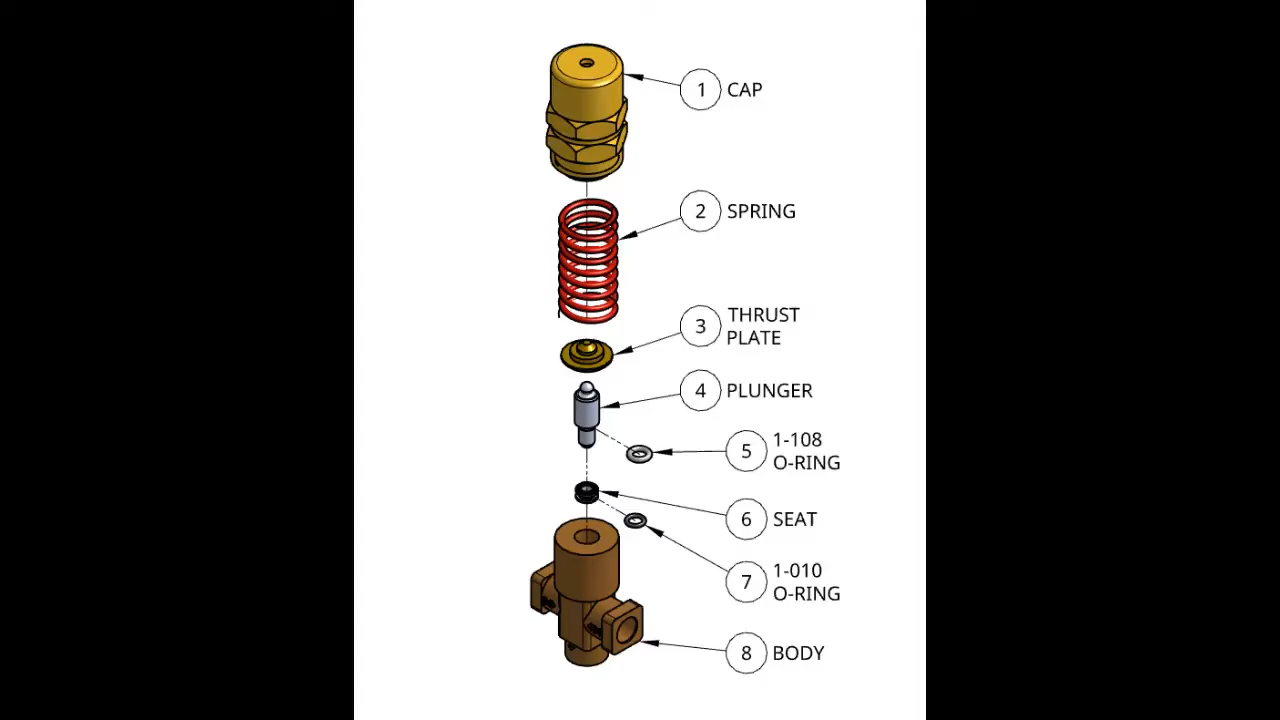 1 CAP
2 SPRING
3 THRUST
PLATE
4 PLUNGER
5 1-108
O-RING
6 SEAT
7 1-010
O-RING
8 BODY